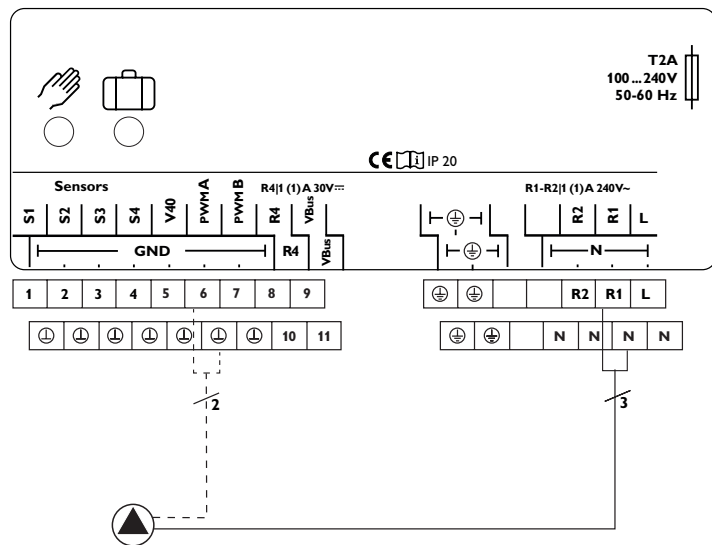 T2A
100 ... 240V
50-60 Hz
CE i IP 20
Sensors R4|1 (1) A 30V⎓ R1-R2|1 (1) A 240V~
S1 S2 S3 S4 V40 PWM A PWM B R4 VBus R2 R1 L
GND R4 VBus N
1 2 3 4 5 6 7 8 9 R2 R1 L
10 11 N N N N
2 3